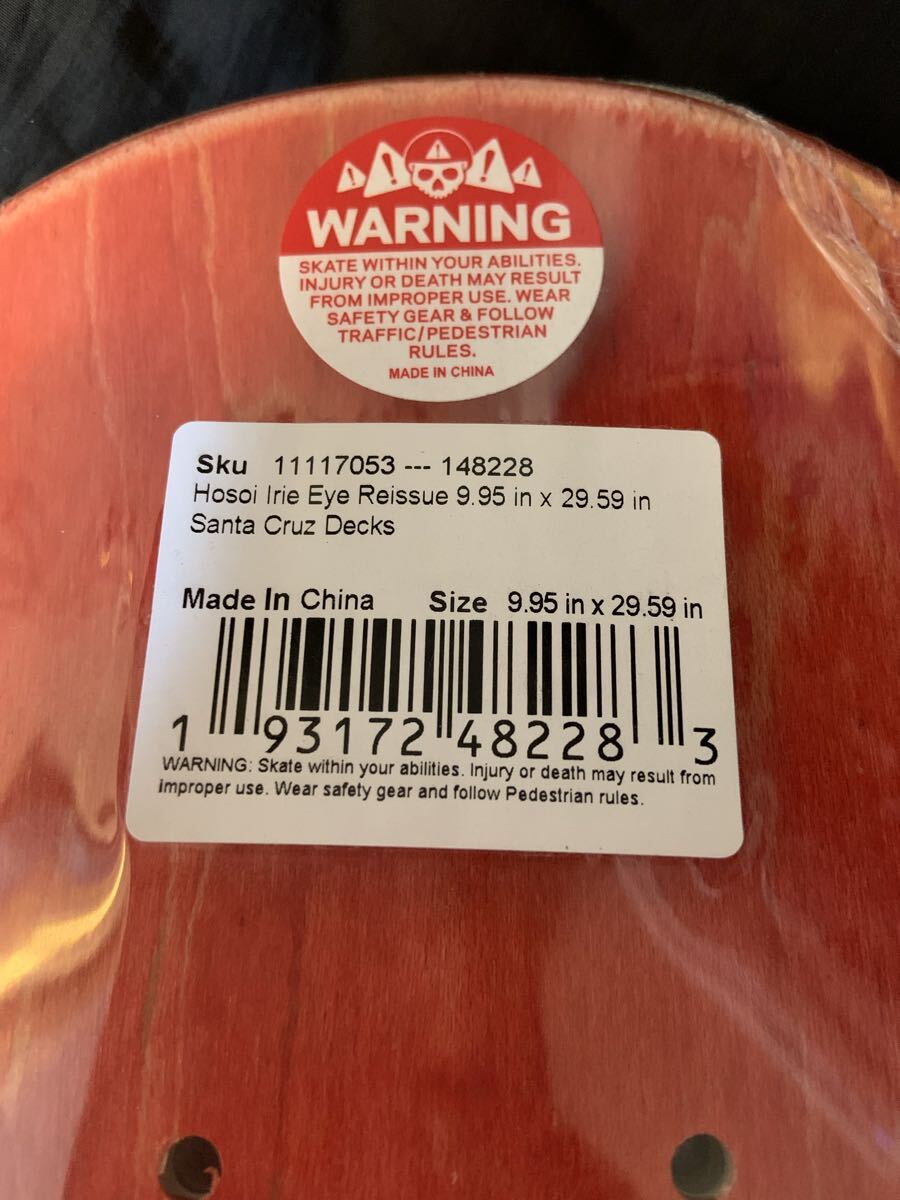 WARNING
SKATE WITHIN YOUR ABILITIES.
INJURY OR DEATH MAY RESULT
FROM IMPROPER USE. WEAR
SAFETY GEAR & FOLLOW
TRAFFIC/PEDESTRIAN
RULES.
MADE IN CHINA
Sku 11117053 --- 148228
Hosoi Irie Eye Reissue 9.95 in x 29.59 in
Santa Cruz Decks
Made In China Size 9.95 in x 29.59 in
1 93172 48228 3
WARNING: Skate within your abilities. Injury or death may result from
improper use. Wear safety gear and follow Pedestrian rules.